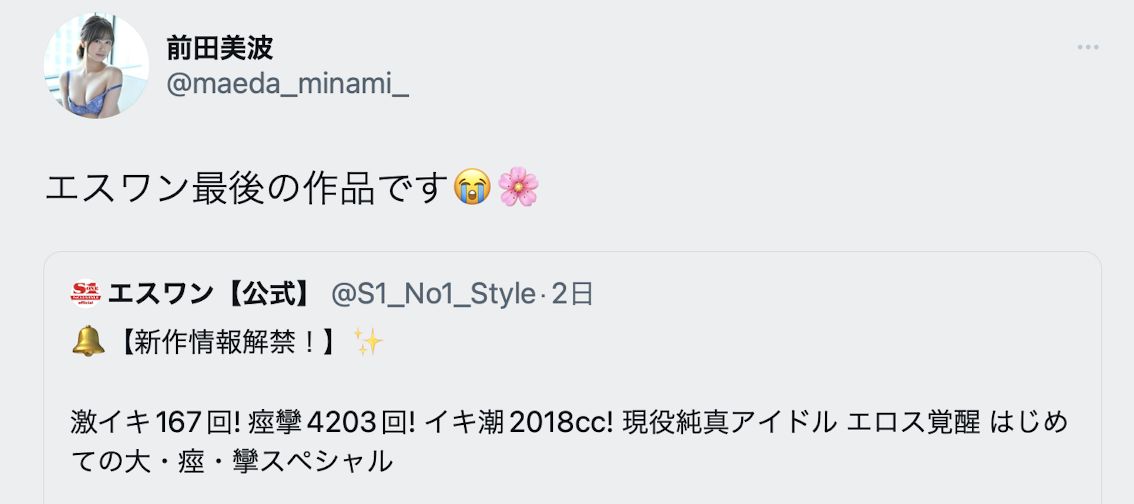 前田美波
@maeda_minami_
エスワン最後の作品です😭🌸
エスワン【公式】 @S1_No1_Style·2日
🔔【新作情報解禁！】✨
激イキ167回! 痙攣4203回! イキ潮2018cc! 現役純真アイドル エロス覚醒 はじめ
ての大・痙・攣スペシャル